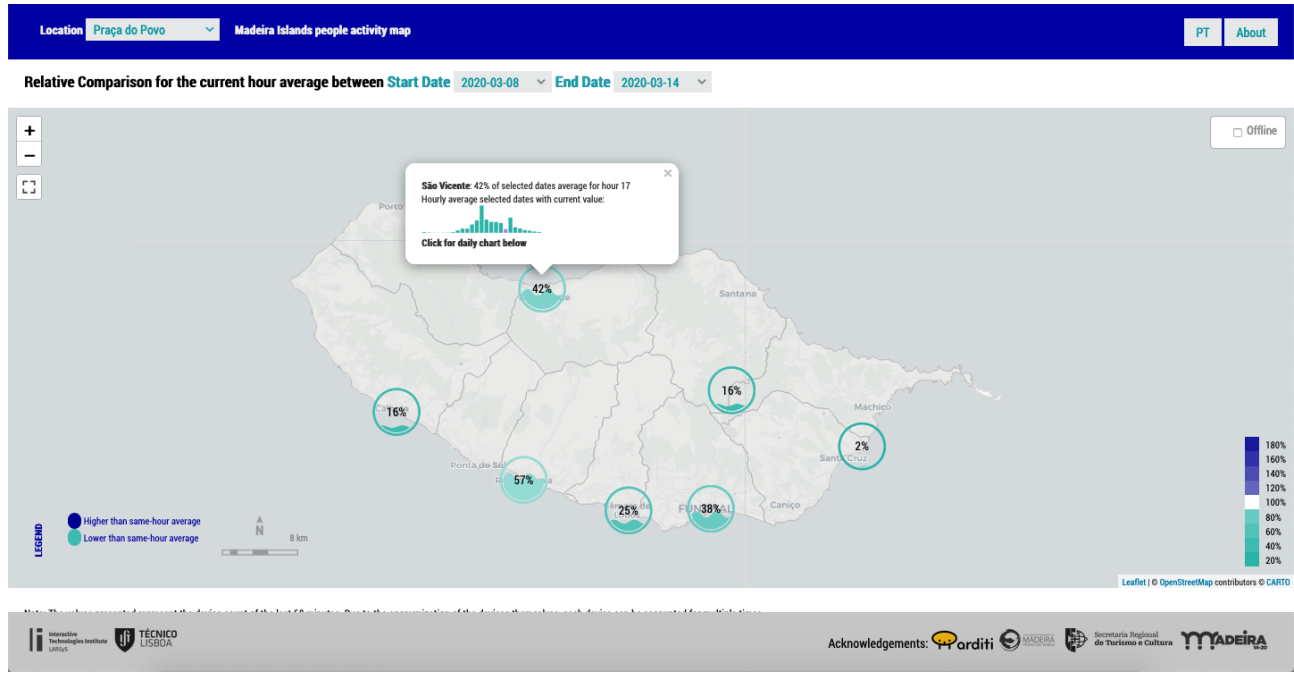 Location Praça do Povo Madeira Islands people activity map PT About
Relative Comparison for the current hour average between Start Date 2020-03-08 End Date 2020-03-14
+
−
Offline
×
São Vicente: 42% of selected dates average for hour 17
Hourly average selected dates with current value:
Click for daily chart below
Porto
42%
Santana
16%
16%
Machico
2%
Santa Cruz
Ponta do Sol
57%
25%
FUNCHAL
38%
Caniço
180%
160%
140%
120%
100%
80%
60%
40%
20%
LEGEND
Higher than same-hour average
Lower than same-hour average
N
8 km
Leaflet | © OpenStreetMap contributors © CARTO
Interactive
Technologies Institute
LARSyS
TÉCNICO
LISBOA
Acknowledgements:
arditi
MADEIRA
Secretaria Regional
de Turismo e Cultura
MADEIRA
14-20